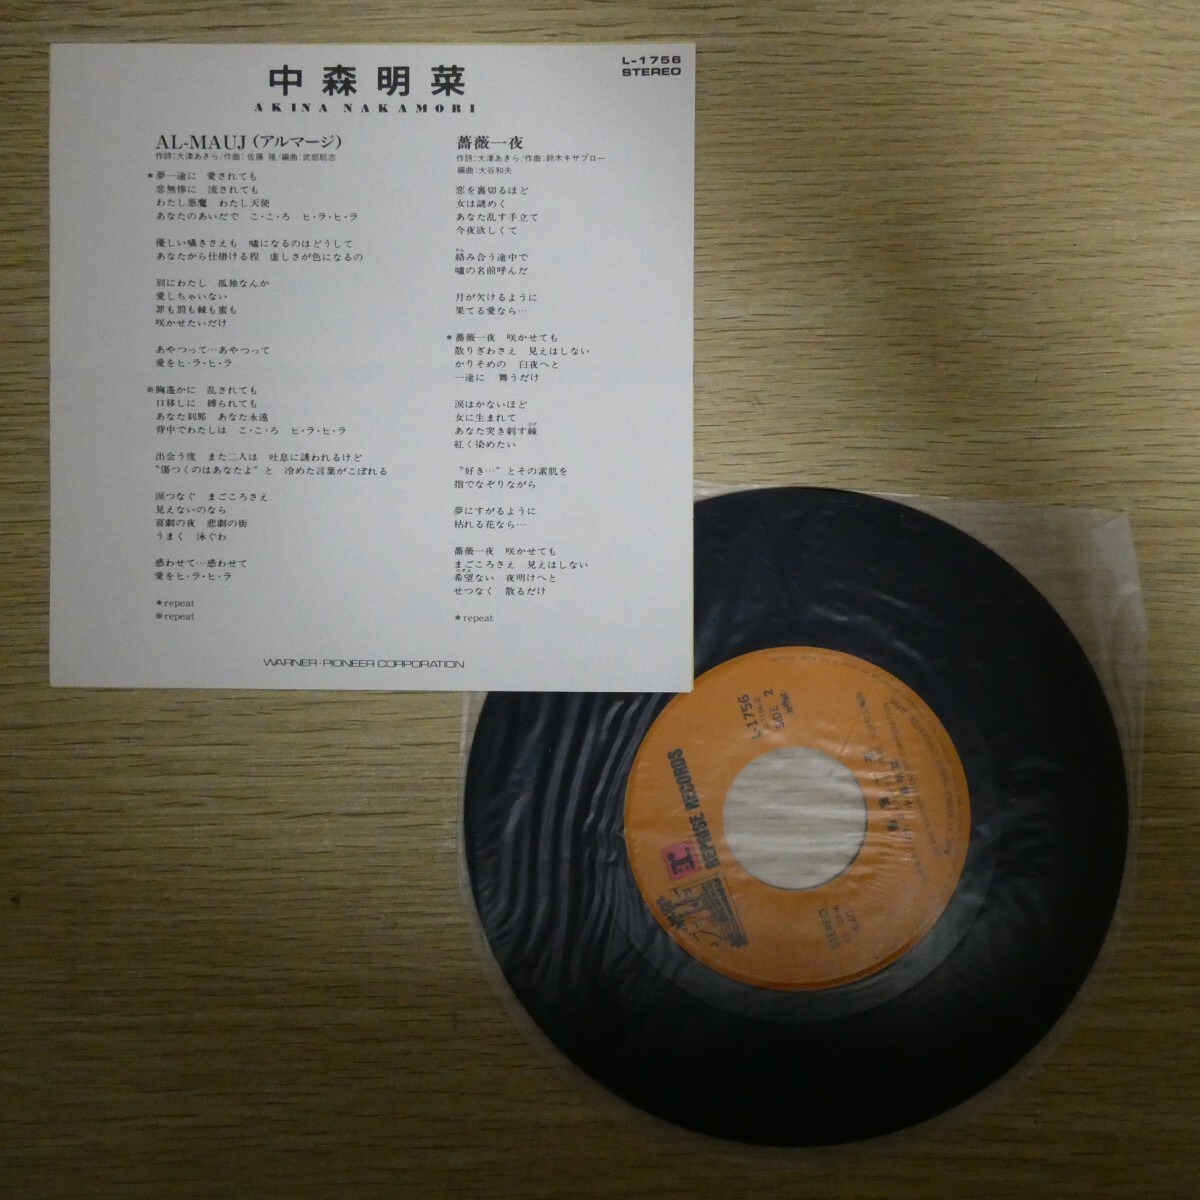 中森明菜
AKINA NAKAMORI
L-1756
STEREO
AL-MAUJ(アルマージ)
作詩:大津あきら/作曲:佐藤 隆/編曲:武部聡志
*夢一途に 愛されても
恋無惨に 流されても
わたし悪魔 わたし天使
あなたのあいだで こ・こ・ろ ヒ・ラ・ヒ・ラ
優しい囁きさえも 嘘になるのはどうして
あなたから仕掛ける程 虚しさが色になるの
別にわたし 孤独なんか
愛しちゃいない
罪も罰も棘も蜜も
咲かせたいだけ
あやつって…あやつって
愛をヒ・ラ・ヒ・ラ
※胸遙かに 乱されても
口移しに 縛られても
あなた刹那 あなた永遠
背中でわたしは こ・こ・ろ ヒ・ラ・ヒ・ラ
出会う度 また二人は 吐息に誘われるけど
"傷つくのはあなたよ"と 冷めた言葉がこぼれる
涙つなぐ まごころさえ
見えないのなら
喜劇の夜 悲劇の街
うまく 泳ぐわ
惑わせて…惑わせて
愛をヒ・ラ・ヒ・ラ
*repeat
※repeat
薔薇一夜
作詩:大津あきら/作曲:鈴木キサブロー
編曲:大谷和夫
恋を裏切るほど
女は謎めく
あなた乱す手立て
今夜欲しくて
から
絡み合う途中で
嘘の名前呼んだ
月が欠けるように
果てる愛なら…
*薔薇一夜 咲かせても
散りぎわさえ 見えはしない
かりそめの 白夜へと
一途に 舞うだけ
涙はかないほど
女に生まれて
とげ
あなた突き刺す棘
紅く染めたい
"好き…"とその素肌を
指でなぞりながら
夢にすがるように
枯れる花なら…
薔薇一夜 咲かせても
まごころさえ 見えはしない
のぞみ
希望ない 夜明けへと
せつなく 散るだけ
*repeat
WARNER-PIONEER CORPORATION
L-1756
SIDE 2
REPRISE RECORDS
STEREO
45 RPM